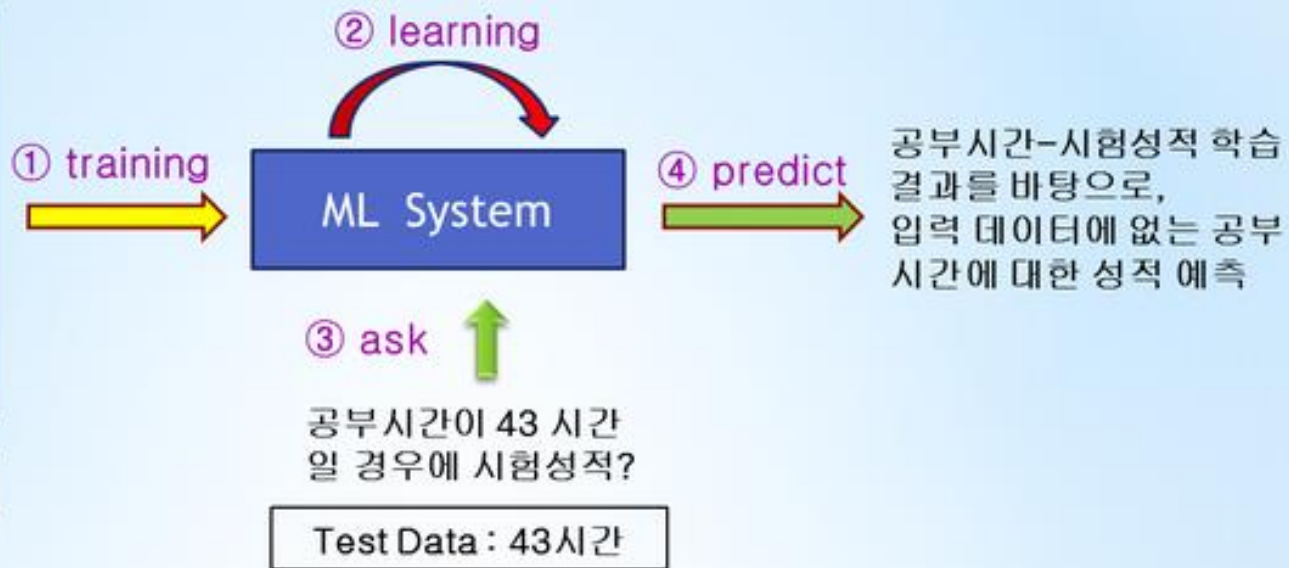 ② learning
① training
ML System
④ predict
공부시간-시험성적 학습
결과를 바탕으로,
입력 데이터에 없는 공부
시간에 대한 성적 예측
③ ask
공부시간이 43 시간
일 경우에 시험성적?
Test Data : 43시간